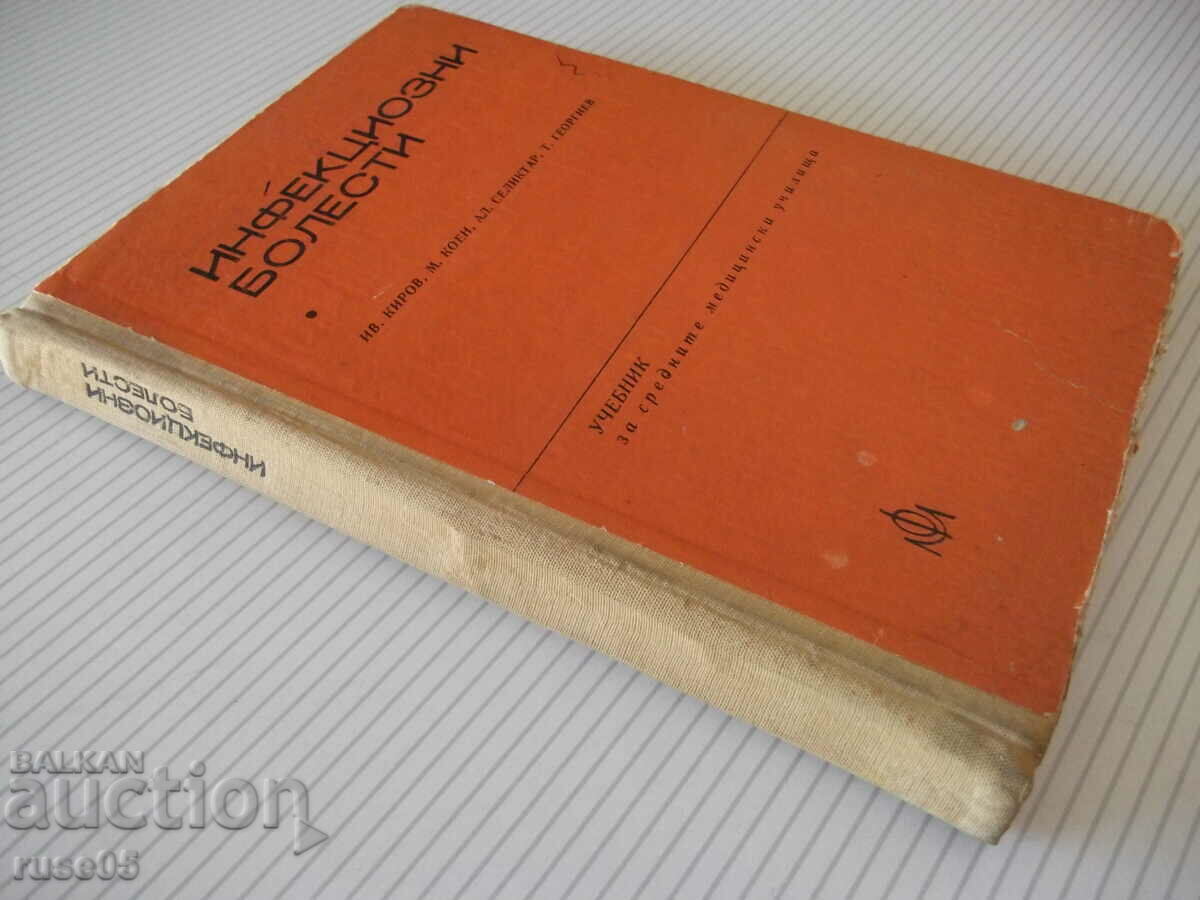 ИНФЕКЦИОЗНИ
БОЛЕСТИ
ИВ. КИРОВ, М. КОЕН, АЛ. СЕЛИКТАР, Т. ГЕОРГИЕВ
УЧЕБНИК
за средните медицински училища
ИНФЕКЦИОЗНИ
БОЛЕСТИ
BALKAN
auction
ruse05